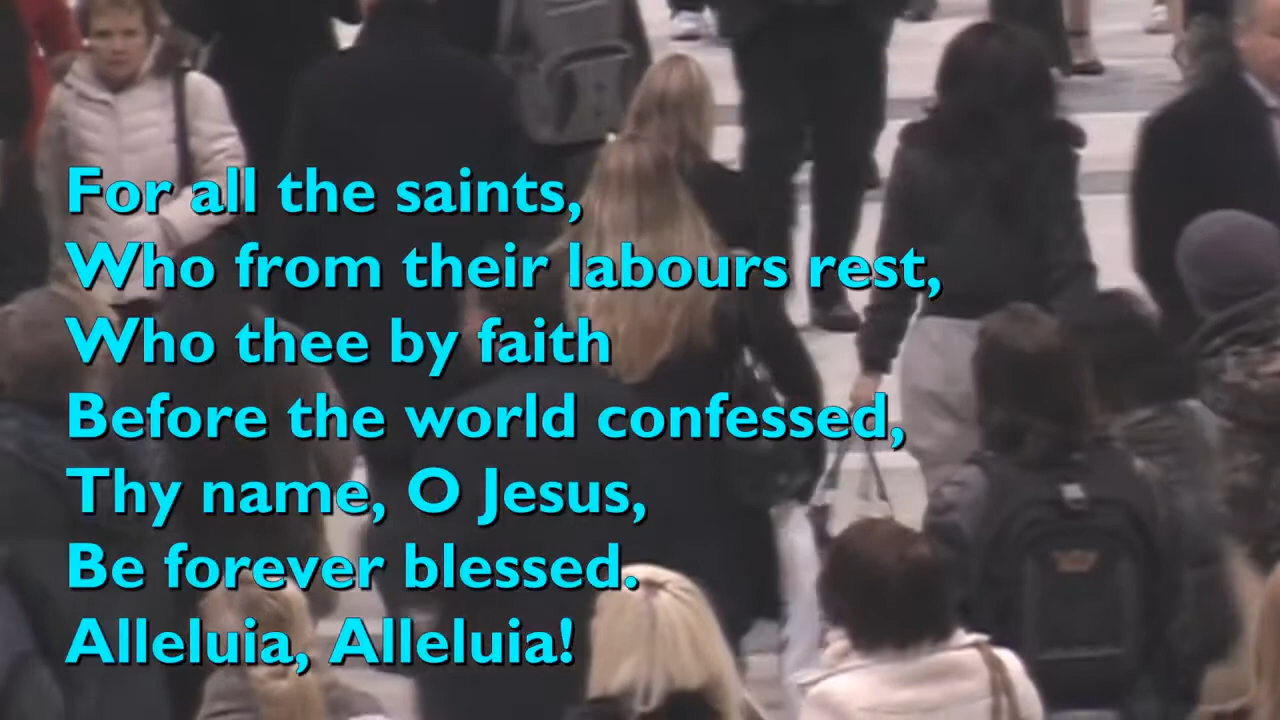 For all the saints,
Who from their labours rest,
Who thee by faith
Before the world confessed,
Thy name, O Jesus,
Be forever blessed.
Alleluia, Alleluia!